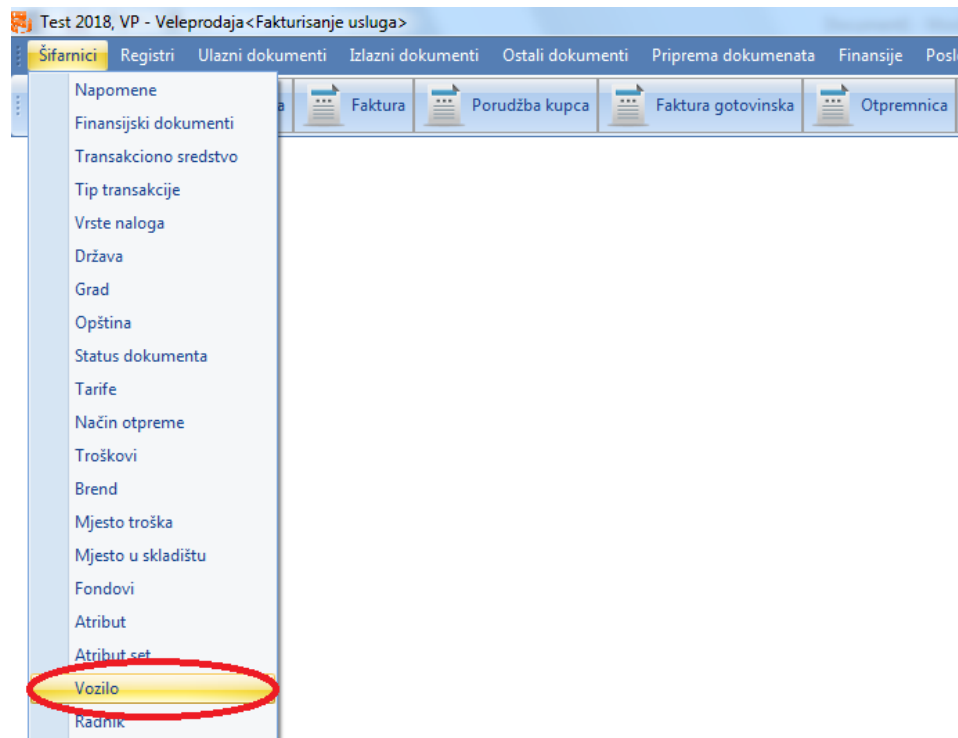 Test 2018, VP - Veleprodaja<Fakturisanje usluga>
Šifarnici Registri Ulazni dokumenti Izlazni dokumenti Ostali dokumenti Priprema dokumenata Finansije Posl
a Faktura Porudžba kupca Faktura gotovinska Otpremnica
Napomene
Finansijski dokumenti
Transakciono sredstvo
Tip transakcije
Vrste naloga
Država
Grad
Opština
Status dokumenta
Tarife
Način otpreme
Troškovi
Brend
Mjesto troška
Mjesto u skladištu
Fondovi
Atribut
Atribut set
Vozilo
Radnik